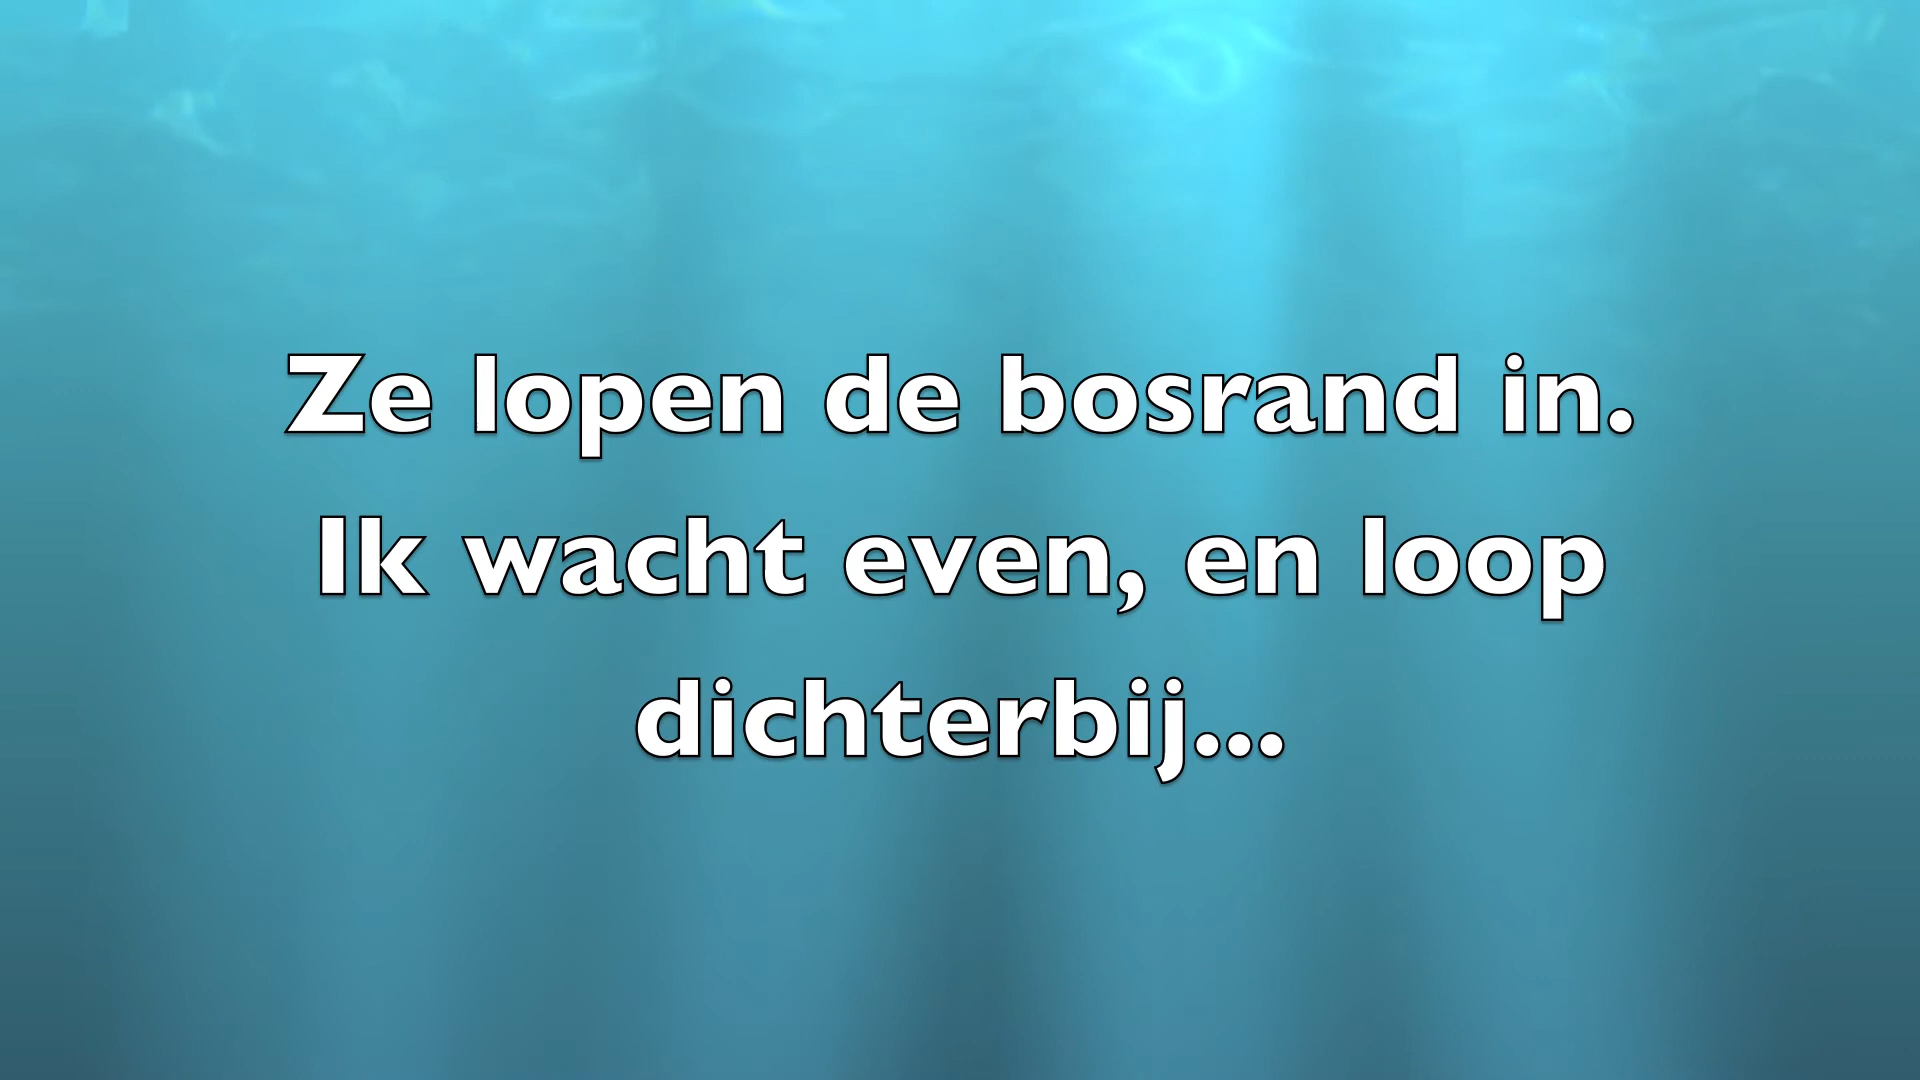 Ze lopen de bosrand in.
Ik wacht even, en loop
dichterbij...